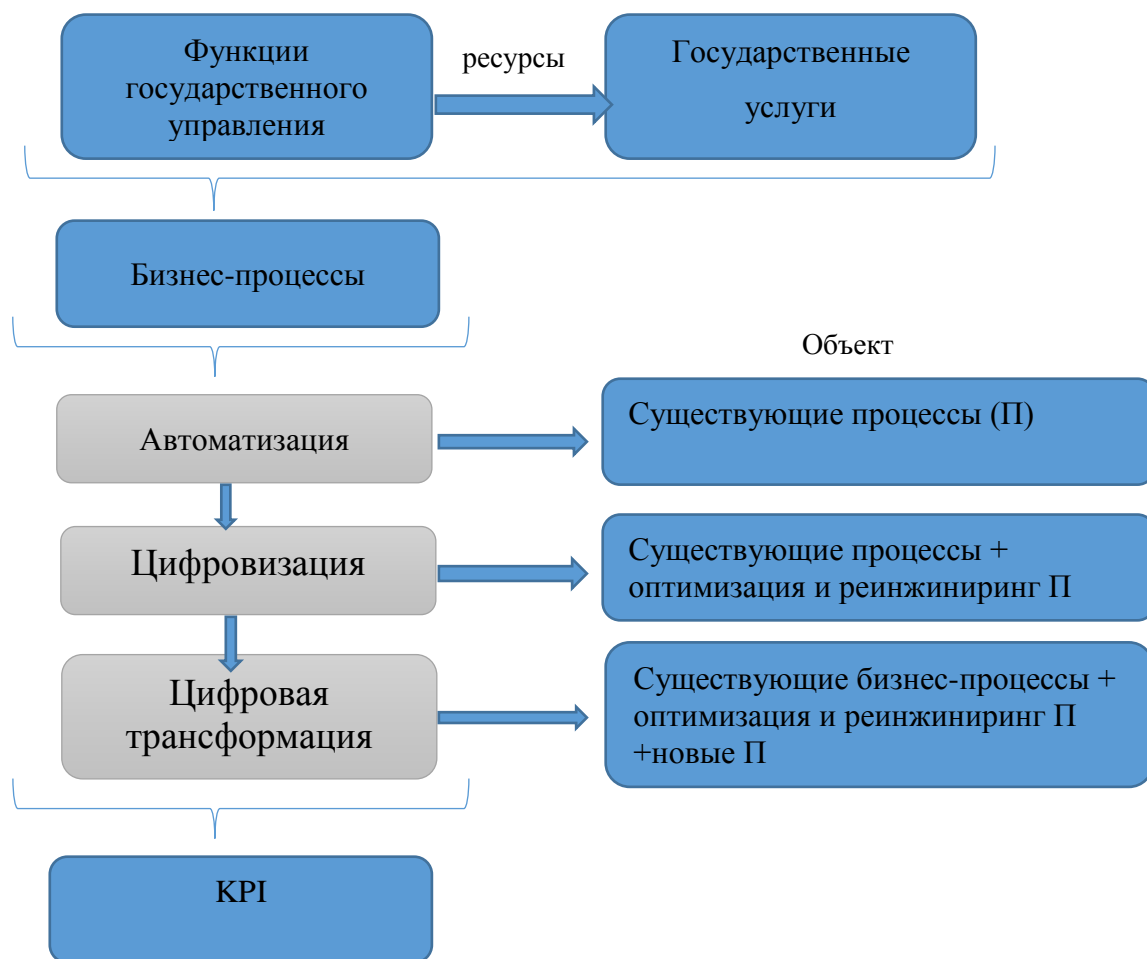 Функции
государственного
управления
ресурсы
Государственные
услуги
Бизнес-процессы
Объект
Автоматизация
Существующие процессы (П)
Цифровизация
Существующие процессы +
оптимизация и реинжиниринг П
Цифровая
трансформация
Существующие бизнес-процессы +
оптимизация и реинжиниринг П
+новые П
KPI